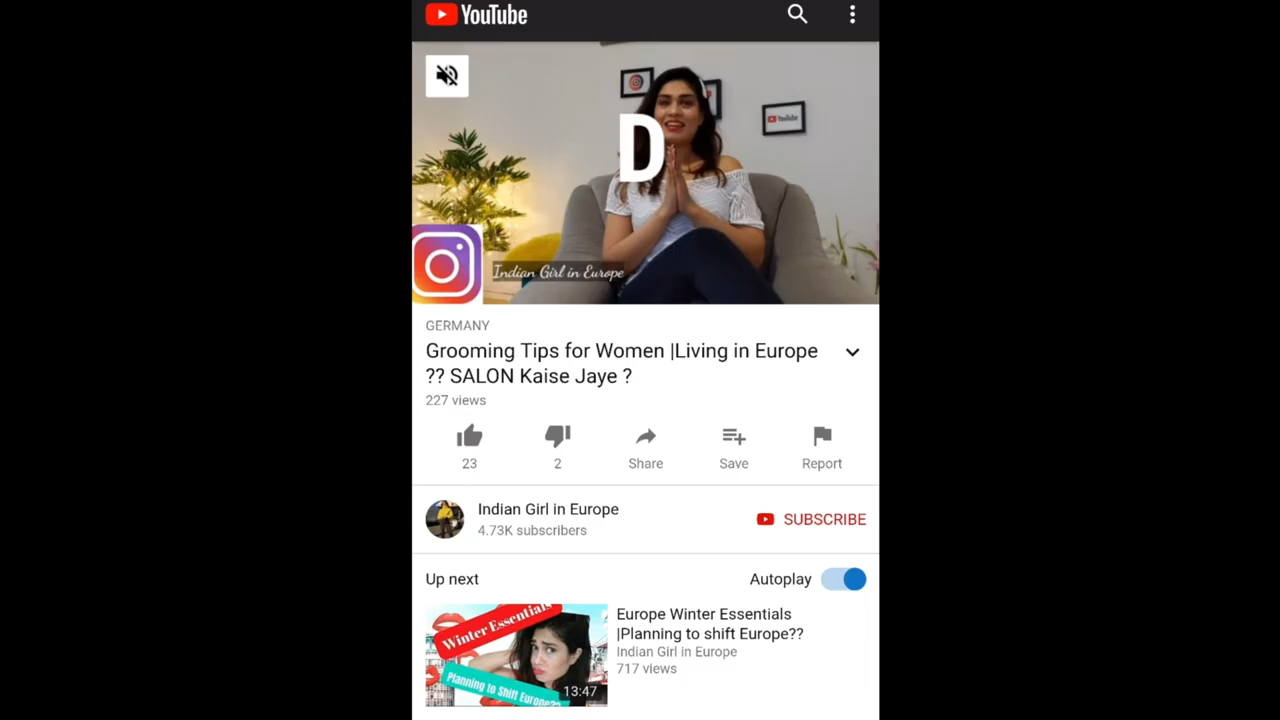 YouTube
D
YouTube
Indian Girl in Europe
GERMANY
Grooming Tips for Women |Living in Europe
?? SALON Kaise Jaye ?
227 views
23
2
Share
Save
Report
Indian Girl in Europe
4.73K subscribers
SUBSCRIBE
Up next
Autoplay
Winter Essentials
Planning to Shift Europe??
13:47
Europe Winter Essentials
|Planning to shift Europe??
Indian Girl in Europe
717 views